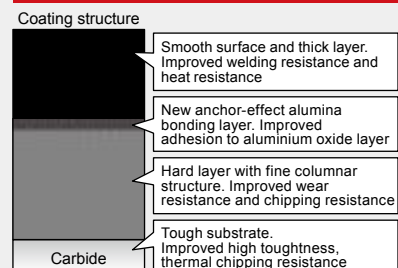 Coating structure
Smooth surface and thick layer.
Improved welding resistance and
heat resistance
New anchor-effect alumina
bonding layer. Improved
adhesion to aluminium oxide layer
Hard layer with fine columnar
structure. Improved wear
resistance and chipping resistance
Tough substrate.
Improved high toughtness,
thermal chipping resistance
Carbide